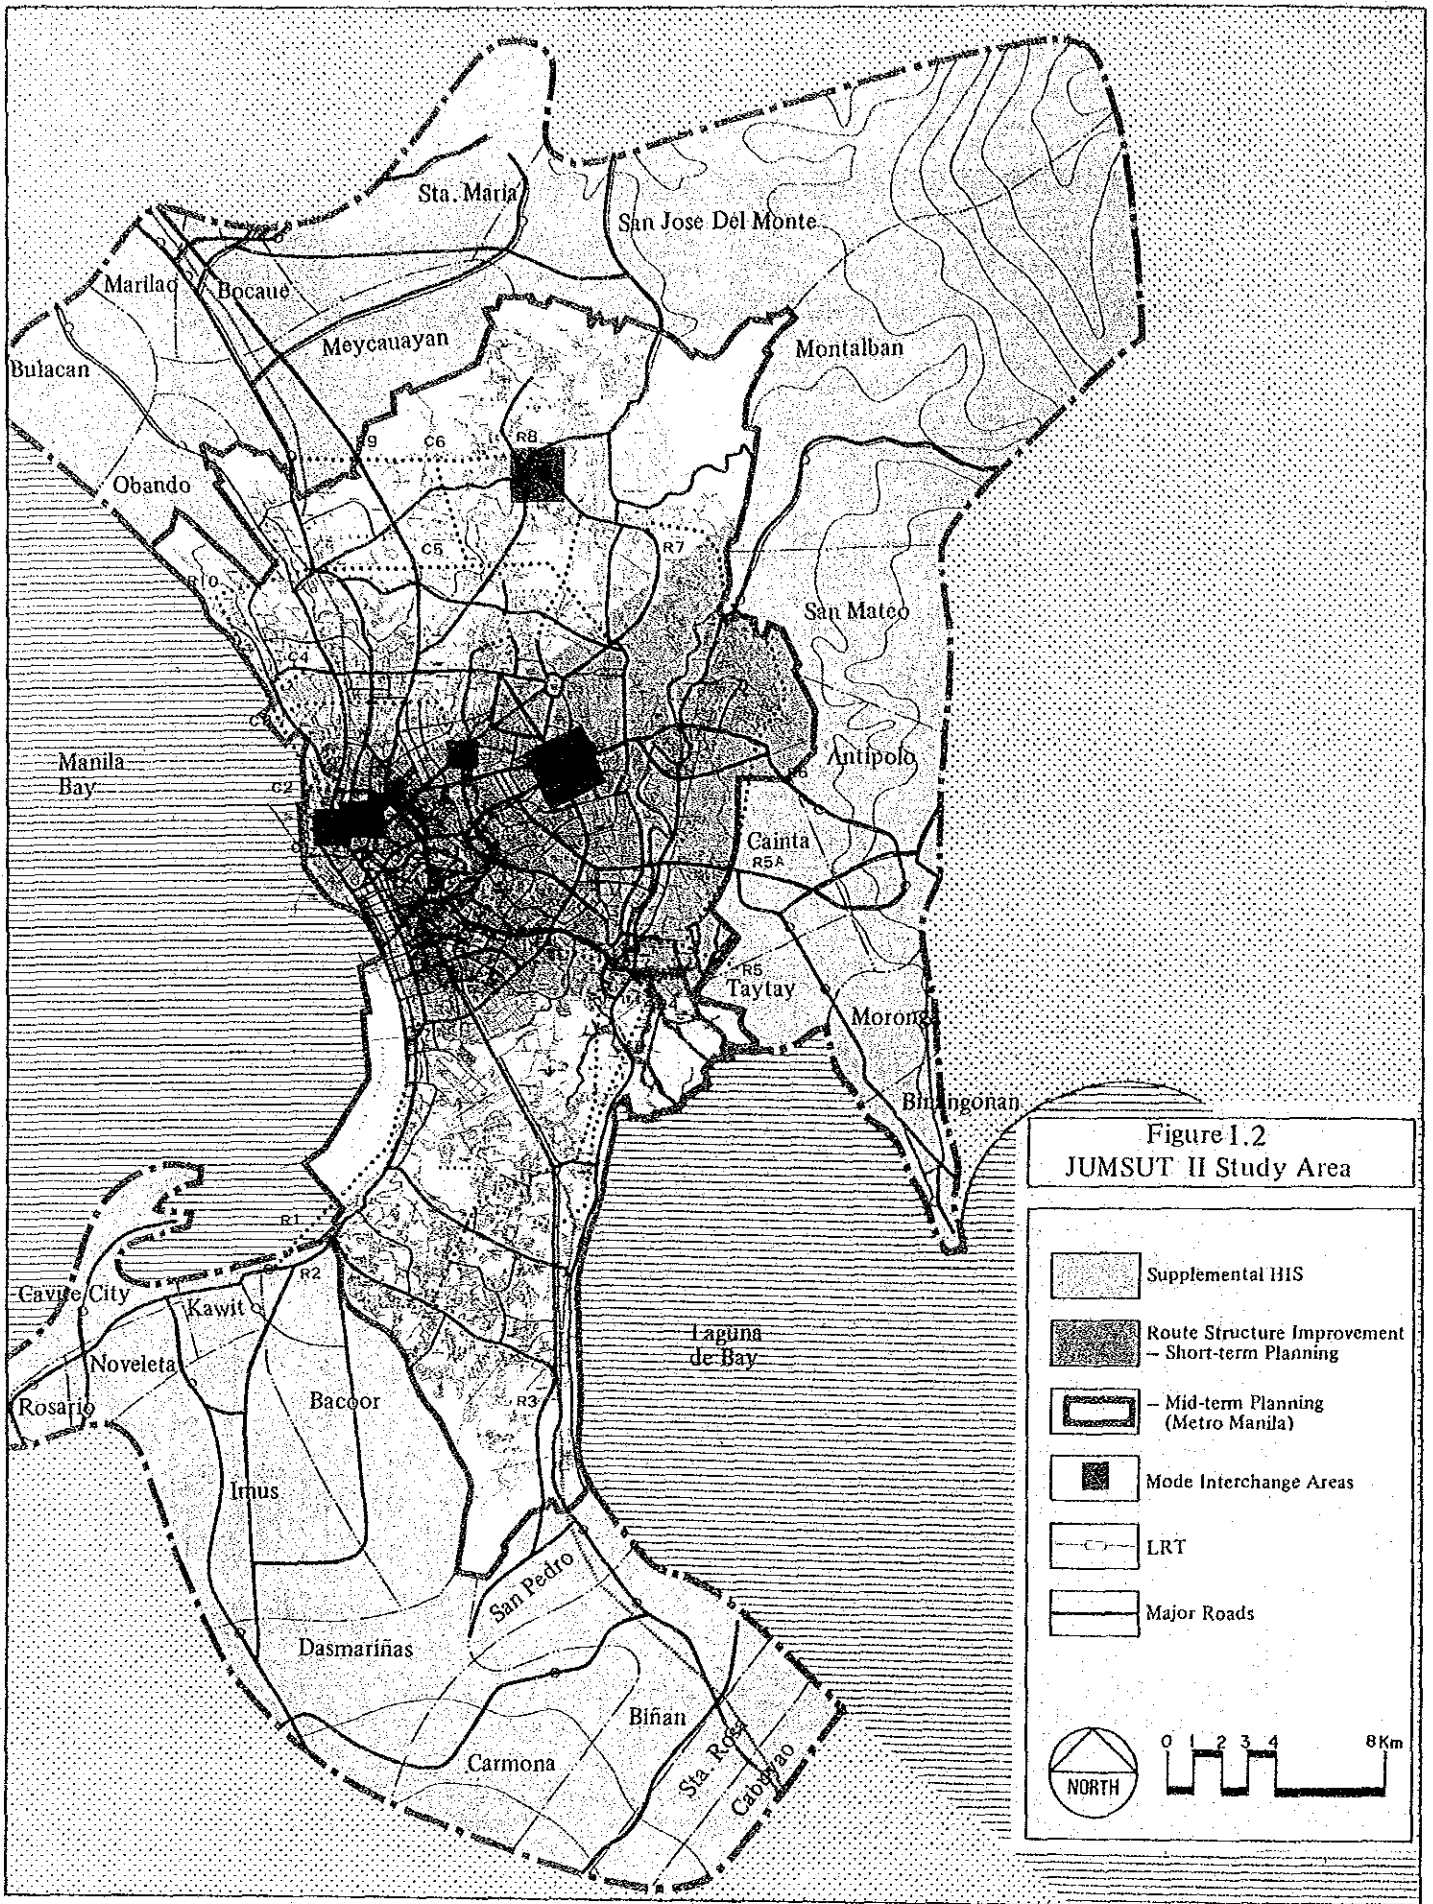 Sta. Maria
San Jose Del Monte
Marilao
Bocaue
Meycauayan
Montalban
Bulacan
C6
R8
Obando
C5
R7
R10
San Mateo
C4
Manila
Bay
Antipolo
C2
Cainta
R5A
R5
Taytay
Morong
Binangonan
Figure 1.2
JUMSUT II Study Area
R1
R2
Cavite City
Kawit
Supplemental HIS
Noveleta
Laguna
de Bay
Route Structure Improvement
– Short-term Planning
Rosario
Bacoor
R3
– Mid-term Planning
(Metro Manila)
Imus
Mode Interchange Areas
LRT
San Pedro
Major Roads
Dasmariñas
Biñan
Sta. Rosa
Carmona
Cabuyao
NORTH
0 1 2 3 4 8 Km